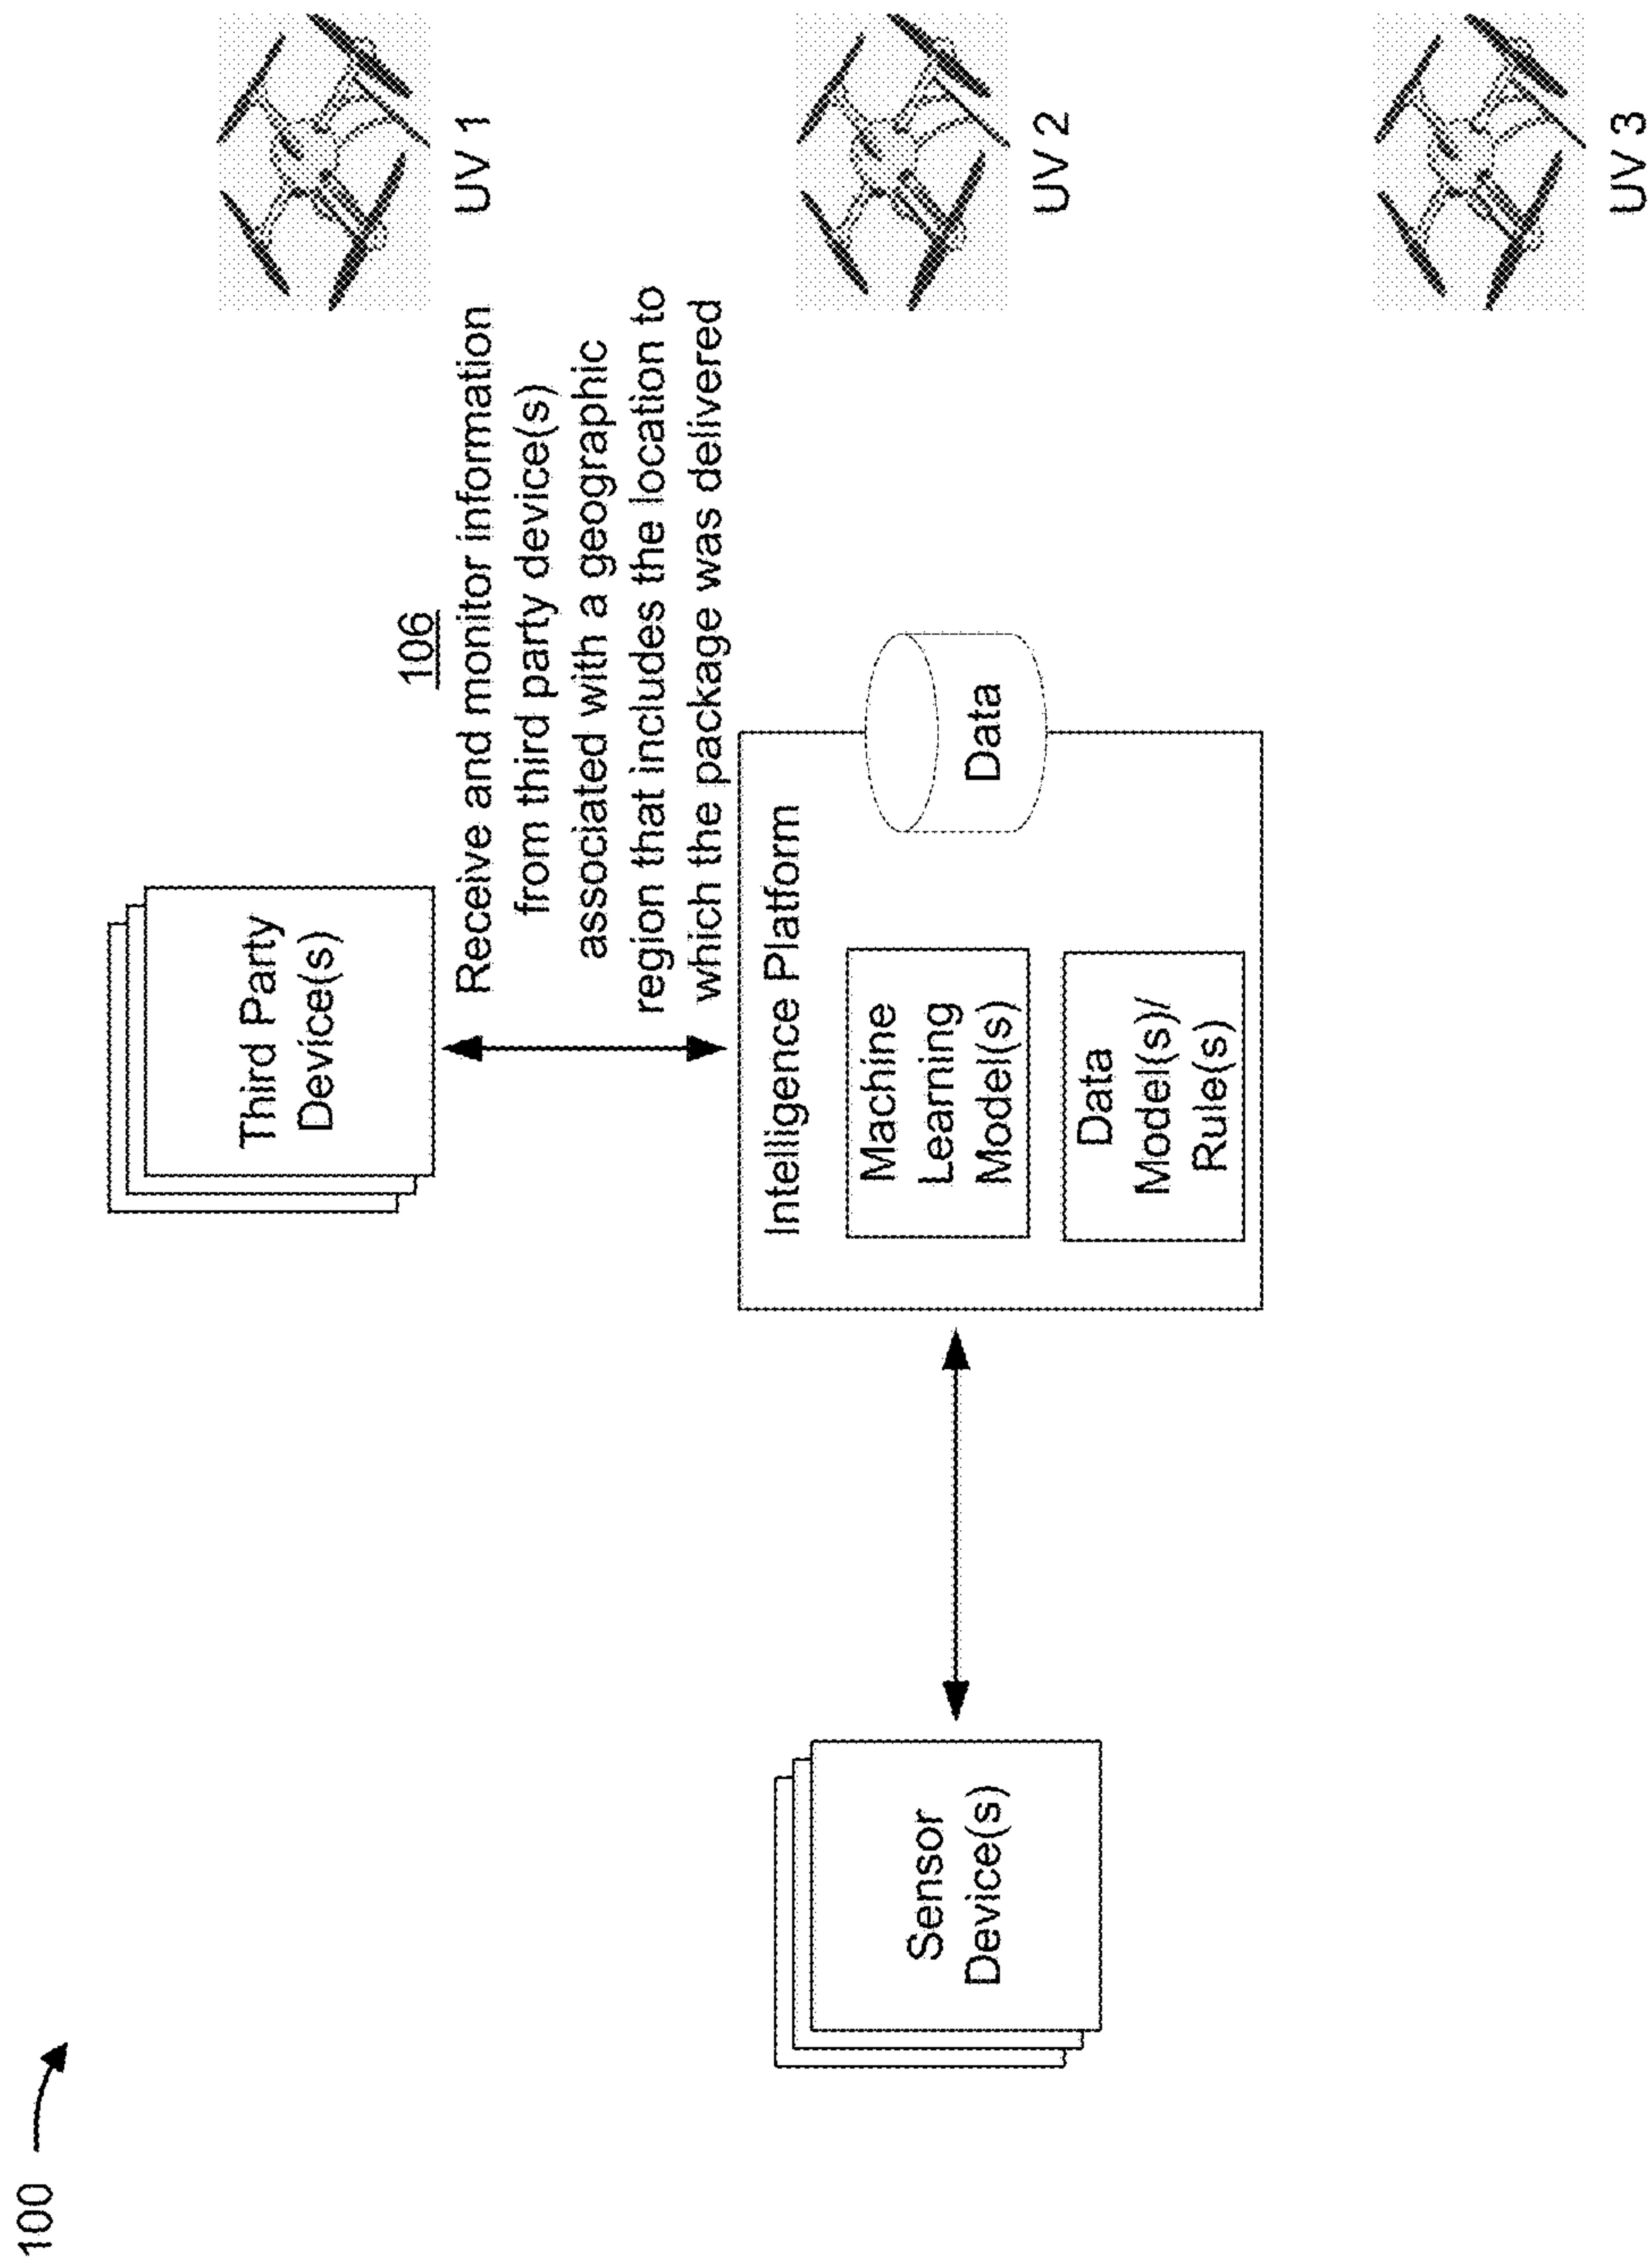 100
Third Party
Device(s)
106
Receive and monitor information
from third party device(s)
associated with a geographic
region that includes the location to
which the package was delivered
Sensor
Device(s)
Intelligence Platform
Machine
Learning
Model(s)
Data
Model(s)/
Rule(s)
Data
UV 1
UV 2
UV 3